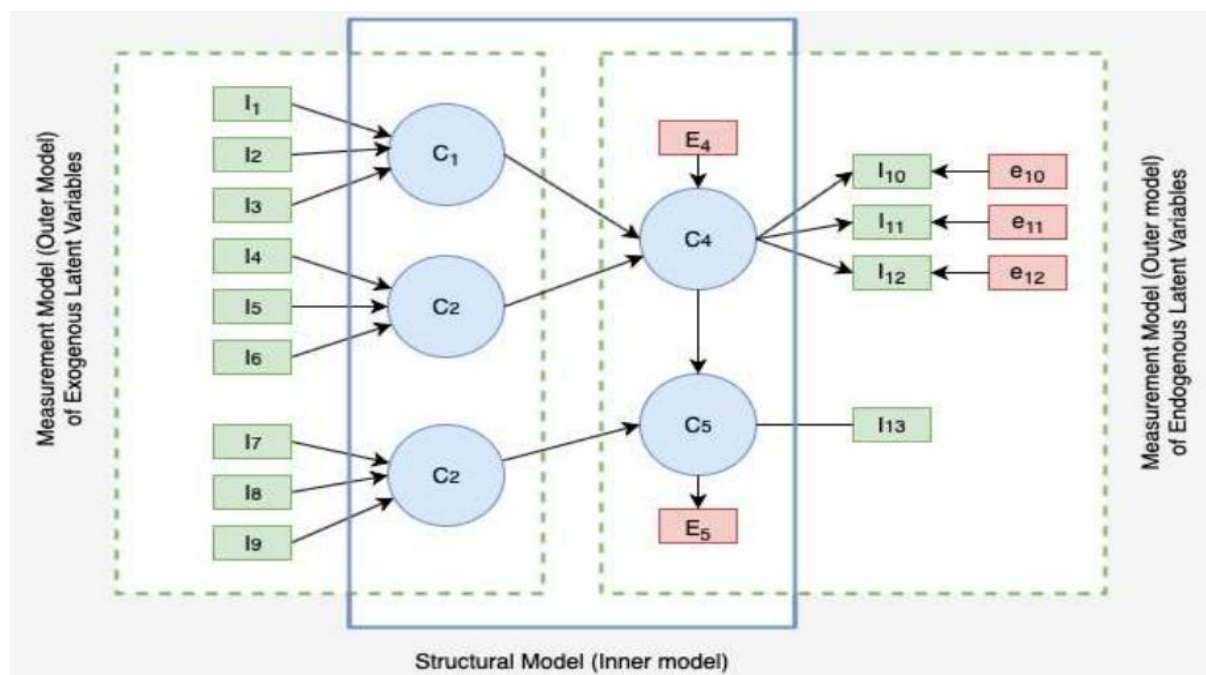 Measurement Model (Outer Model)
of Exogenous Latent Variables
I1
I2
I3
I4
I5
I6
I7
I8
I9
C1
C2
C2
E4
C4
C5
E5
I10
I11
I12
I13
e10
e11
e12
Measurement Model (Outer model)
of Endogenous Latent Variables
Structural Model (Inner model)